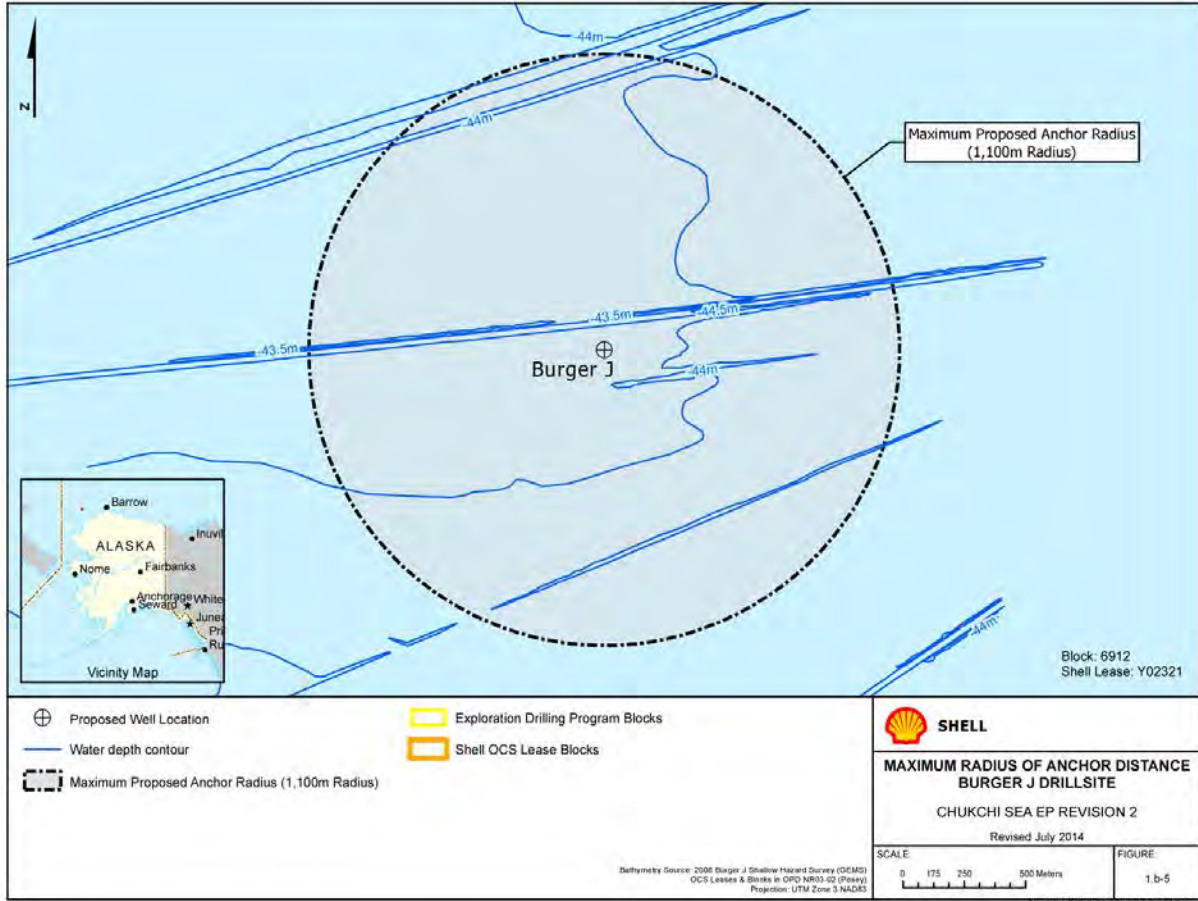 N
-44m
-44m
Maximum Proposed Anchor Radius
(1,100m Radius)
-43.5m
-44.5m
-43.5m
Burger J
-44m
-44m
Barrow
Inuvil
ALASKA
Fairbanks
Nome
Anchorage
White
Seward
June
Pri
Ru
Vicinity Map
Block: 6912
Shell Lease: Y02321
Proposed Well Location
Water depth contour
Maximum Proposed Anchor Radius (1,100m Radius)
Exploration Drilling Program Blocks
Shell OCS Lease Blocks
Bathymetry Source: 2008 Burger J Shallow Hazard Survey (GEMS)
OCS Leases & Blocks in OPD NR03-02 (Posey)
Projection: UTM Zone 3 NAD83
SHELL
MAXIMUM RADIUS OF ANCHOR DISTANCE
BURGER J DRILLSITE
CHUKCHI SEA EP REVISION 2
Revised July 2014
SCALE
0 175 250 500 Meters
FIGURE
1.b-5